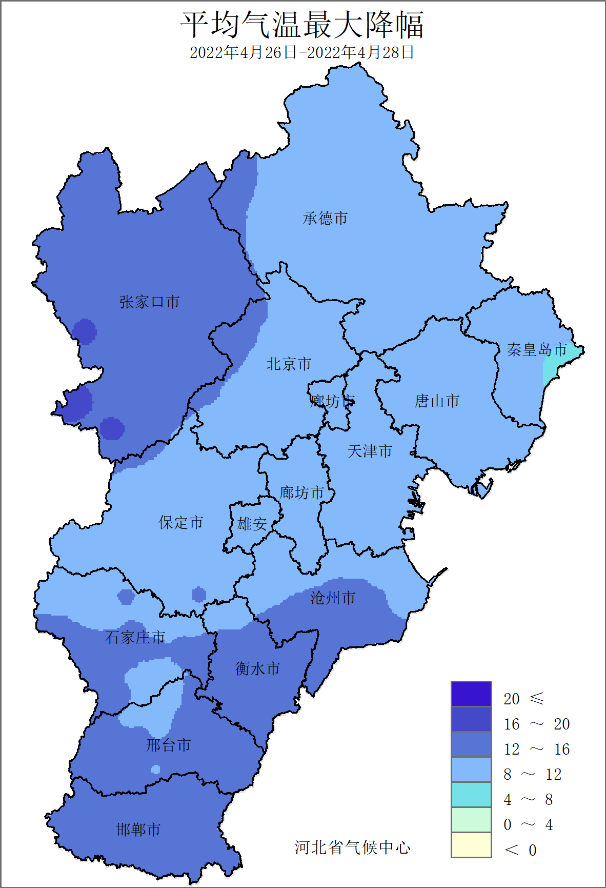 平均气温最大降幅
2022年4月26日-2022年4月28日
承德市
张家口市
秦皇岛市
北京市
廊坊市
唐山市
天津市
廊坊市
保定市
雄安
沧州市
石家庄市
衡水市
邢台市
邯郸市
20 ≤
16 ~ 20
12 ~ 16
8 ~ 12
4 ~ 8
0 ~ 4
< 0
河北省气候中心